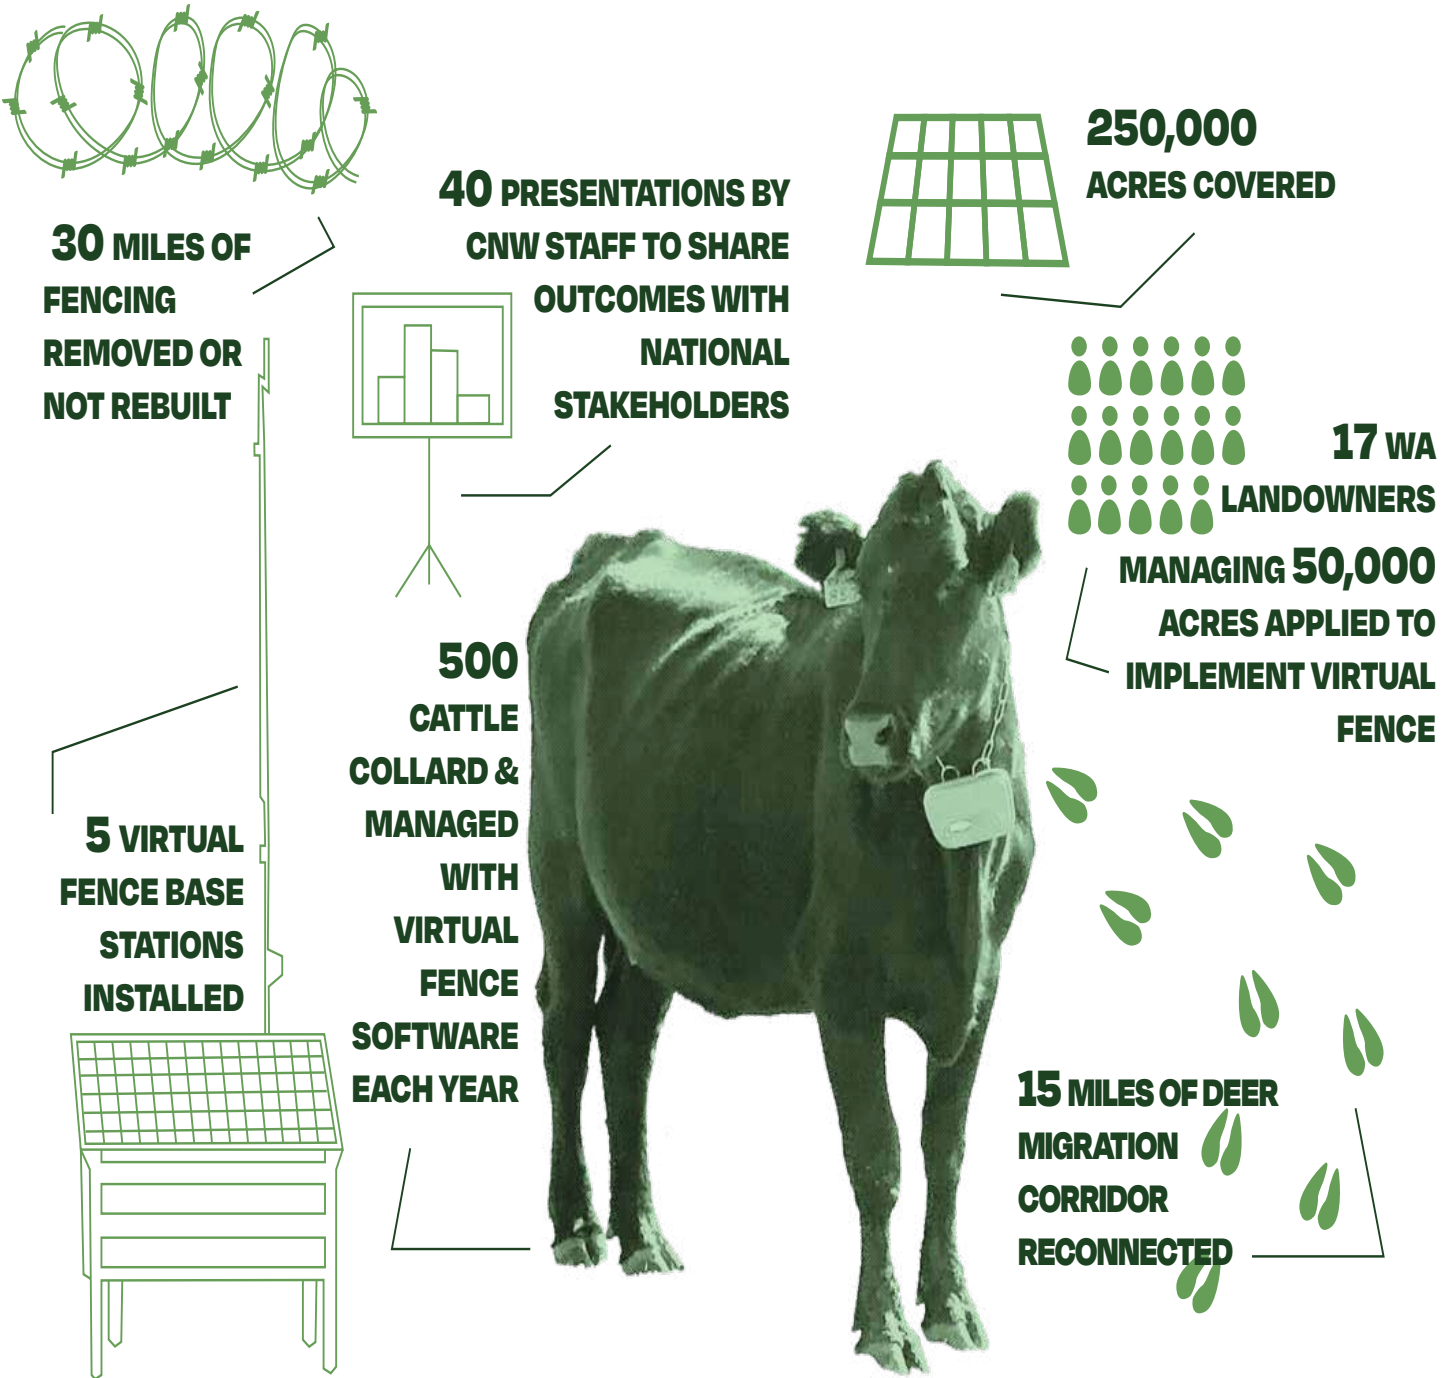 30 MILES OF
FENCING
REMOVED OR
NOT REBUILT
40 PRESENTATIONS BY
CNW STAFF TO SHARE
OUTCOMES WITH
NATIONAL
STAKEHOLDERS
250,000
ACRES COVERED
17 WA
LANDOWNERS
MANAGING 50,000
ACRES APPLIED TO
IMPLEMENT VIRTUAL
FENCE
500
CATTLE
COLLARD &
MANAGED
WITH
VIRTUAL
FENCE
SOFTWARE
EACH YEAR
5 VIRTUAL
FENCE BASE
STATIONS
INSTALLED
15 MILES OF DEER
MIGRATION
CORRIDOR
RECONNECTED